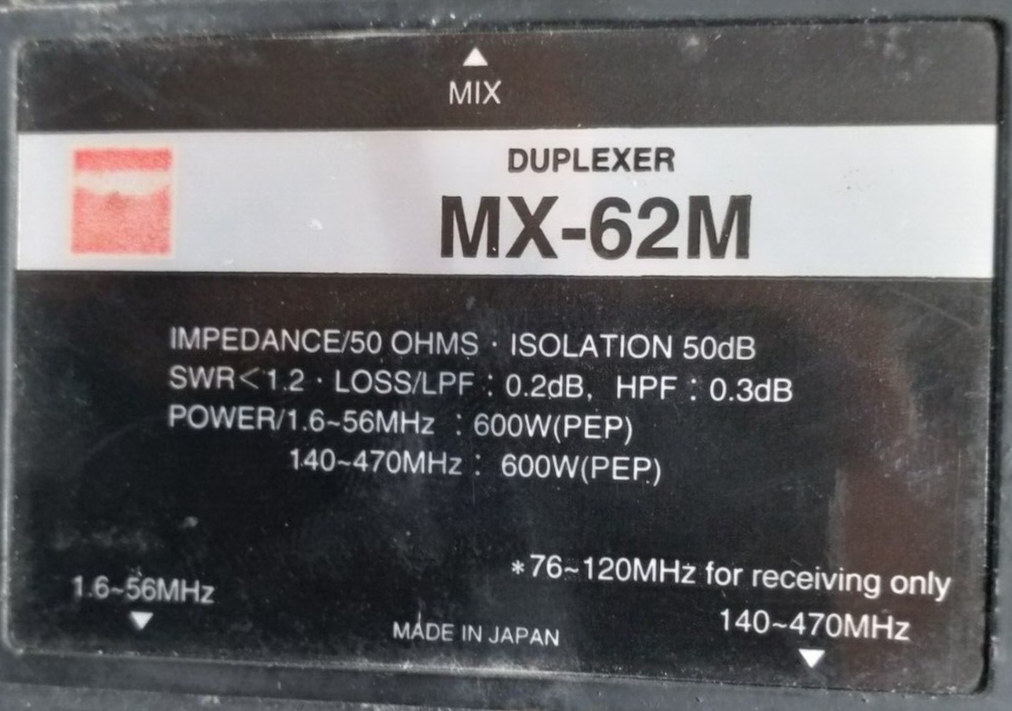 ▲
MIX
DUPLEXER
MX-62M
IMPEDANCE/50 OHMS · ISOLATION 50dB
SWR<1.2 · LOSS/LPF : 0.2dB, HPF : 0.3dB
POWER/1.6~56MHz : 600W(PEP)
140~470MHz : 600W(PEP)
*76~120MHz for receiving only
1.6~56MHz
▼
MADE IN JAPAN
140~470MHz
▼